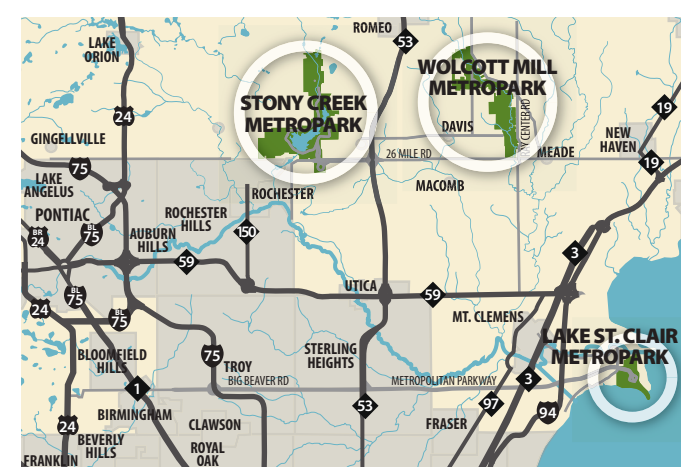 ROMEO
53
LAKE
ORION
WOLCOTT MILL
METROPARK
STONY CREEK
METROPARK
24
19
DAVIS
GINGELLVILLE
NEW
HAVEN
75
26 MILE RD
MEADE
19
LAKE
ANGELUS
MACOMB
ROCHESTER
PONTIAC
ROCHESTER
HILLS
BR
24
BL
75
150
AUBURN
HILLS
3
59
UTICA
59
BL
75
24
BL
75
MT. CLEMENS
LAKE ST. CLAIR
METROPARK
BLOOMFIELD
HILLS
75
TROY
STERLING
HEIGHTS
BIG BEAVER RD
METROPOLITAN PARKWAY
3
1
53
97
94
BIRMINGHAM
24
CLAWSON
FRASER
BEVERLY
HILLS
ROYAL
OAK
FRANKLIN